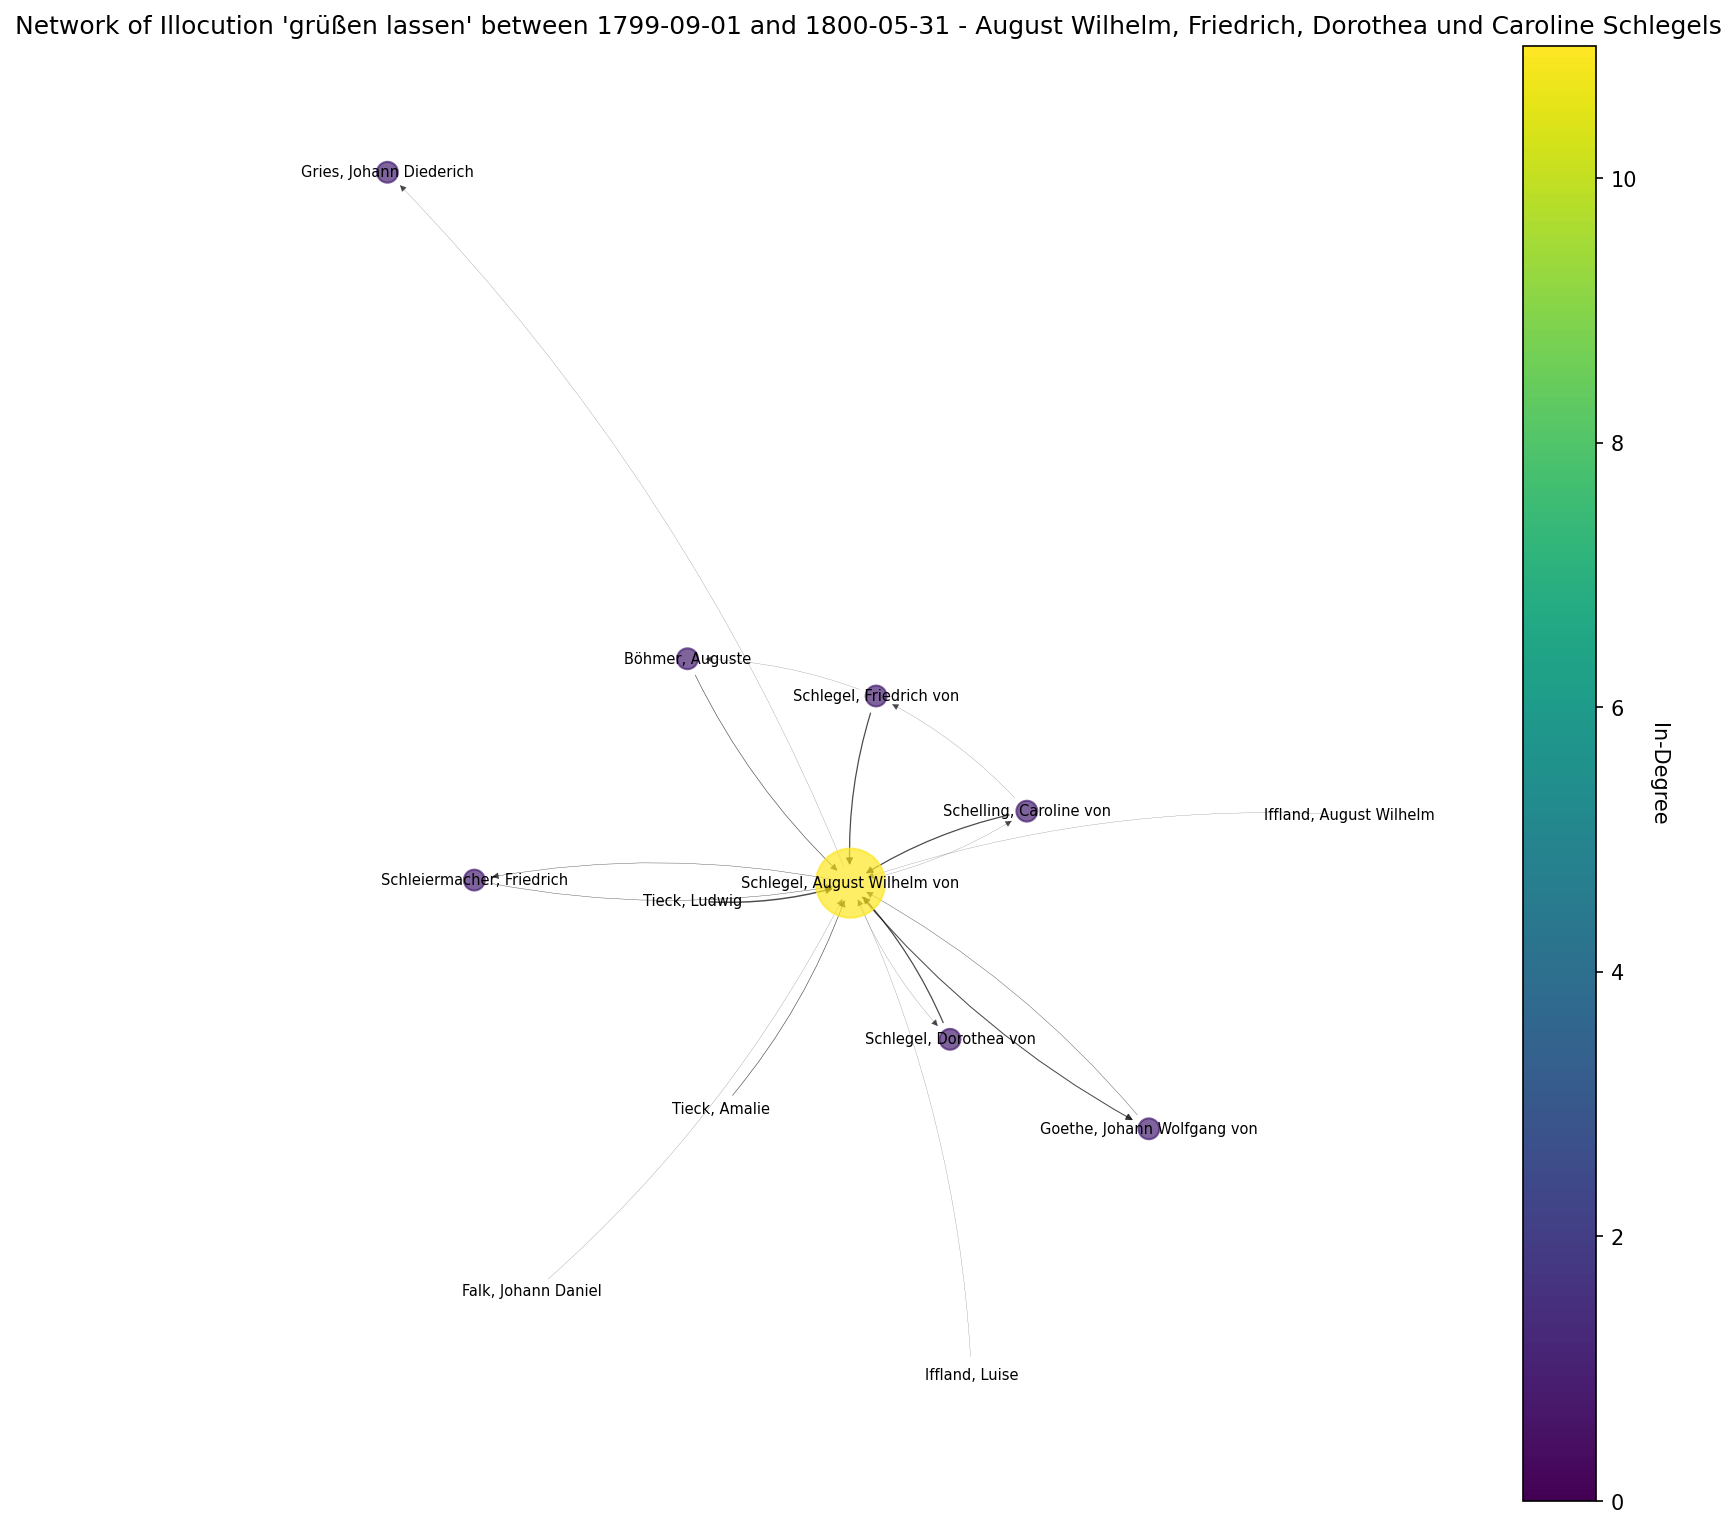 Network of Illocution 'grüßen lassen' between 1799-09-01 and 1800-05-31 - August Wilhelm, Friedrich, Dorothea und Caroline Schlegels
Gries, Johann Diederich
Böhmer, Auguste
Schlegel, Friedrich von
Schelling, Caroline von
Iffland, August Wilhelm
Schleiermacher, Friedrich
Schlegel, August Wilhelm von
Tieck, Ludwig
Schlegel, Dorothea von
Tieck, Amalie
Goethe, Johann Wolfgang von
Falk, Johann Daniel
Iffland, Luise
10
8
6
4
2
0
In-Degree